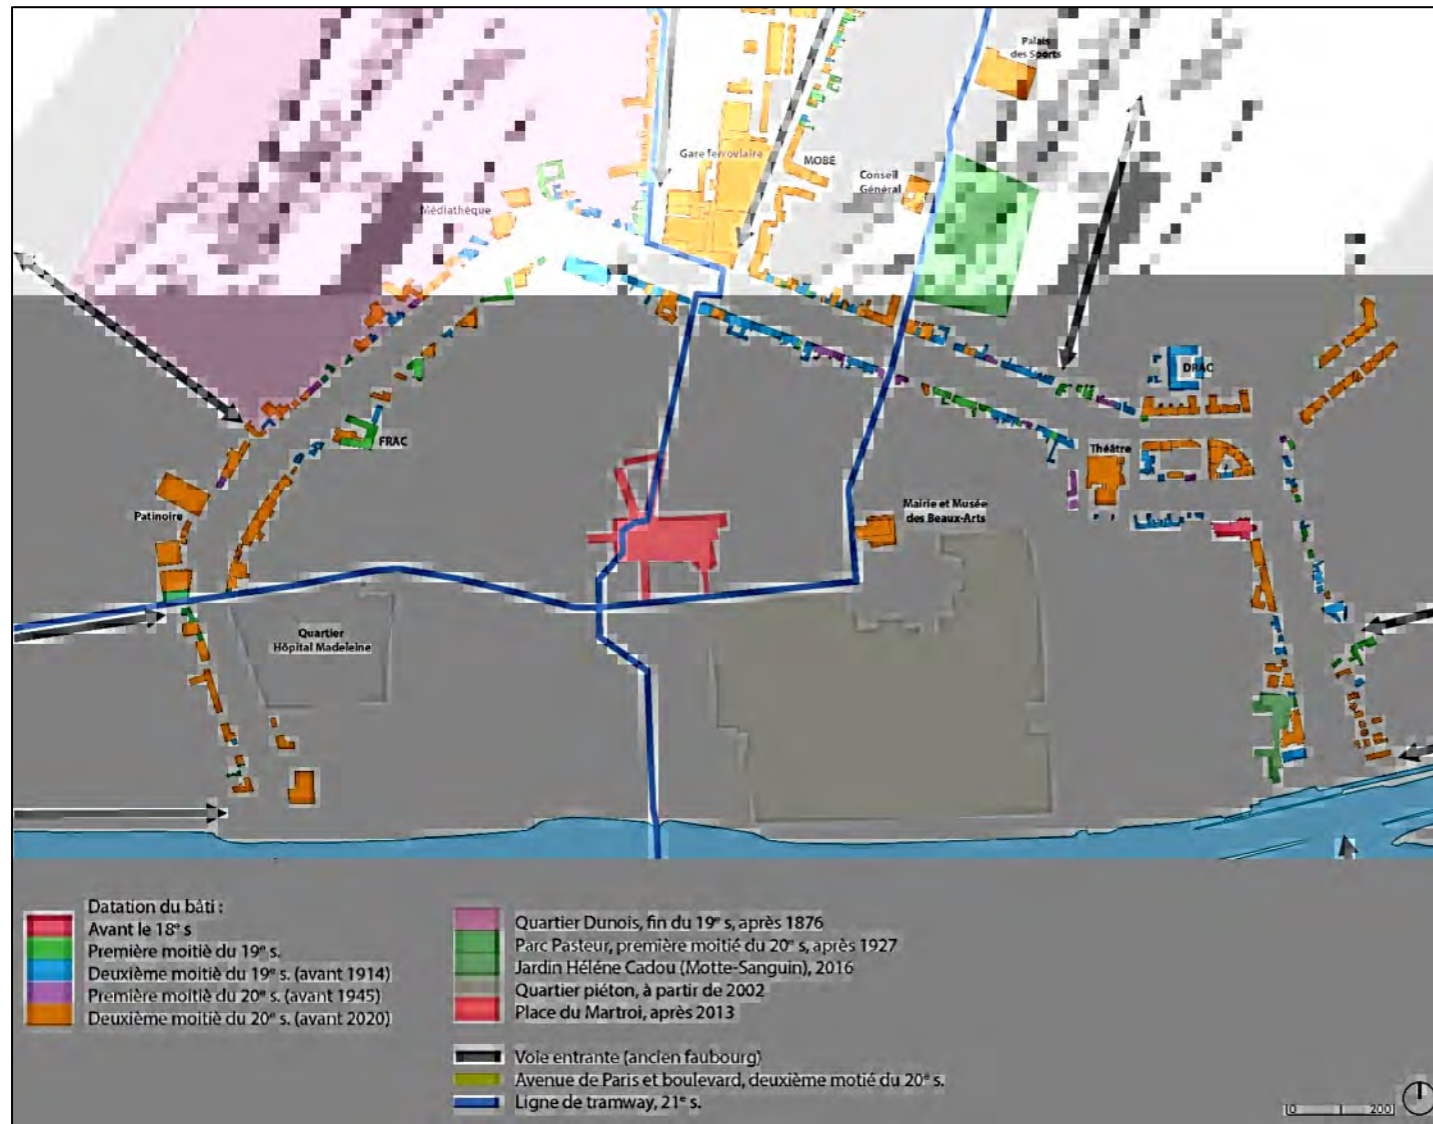 Palais
des Sports
Gare ferroviaire
MOBE
Conseil
Général
Médiathèque
DRAC
FRAC
Théâtre
Patinoire
Mairie et Musée
des Beaux-Arts
Quartier
Hôpital Madeleine
Datation du bâti :
Avant le 18e s
Première moitiè du 19e s.
Deuxième moitiè du 19e s. (avant 1914)
Première moitiè du 20e s. (avant 1945)
Deuxième moitiè du 20e s. (avant 2020)
Quartier Dunois, fin du 19e s, après 1876
Parc Pasteur, première moitié du 20e s, après 1927
Jardin Hélène Cadou (Motte-Sanguin), 2016
Quartier piéton, à partir de 2002
Place du Martroi, après 2013
Voie entrante (ancien faubourg)
Avenue de Paris et boulevard, deuxième motié du 20e s.
Ligne de tramway, 21e s.
0 200